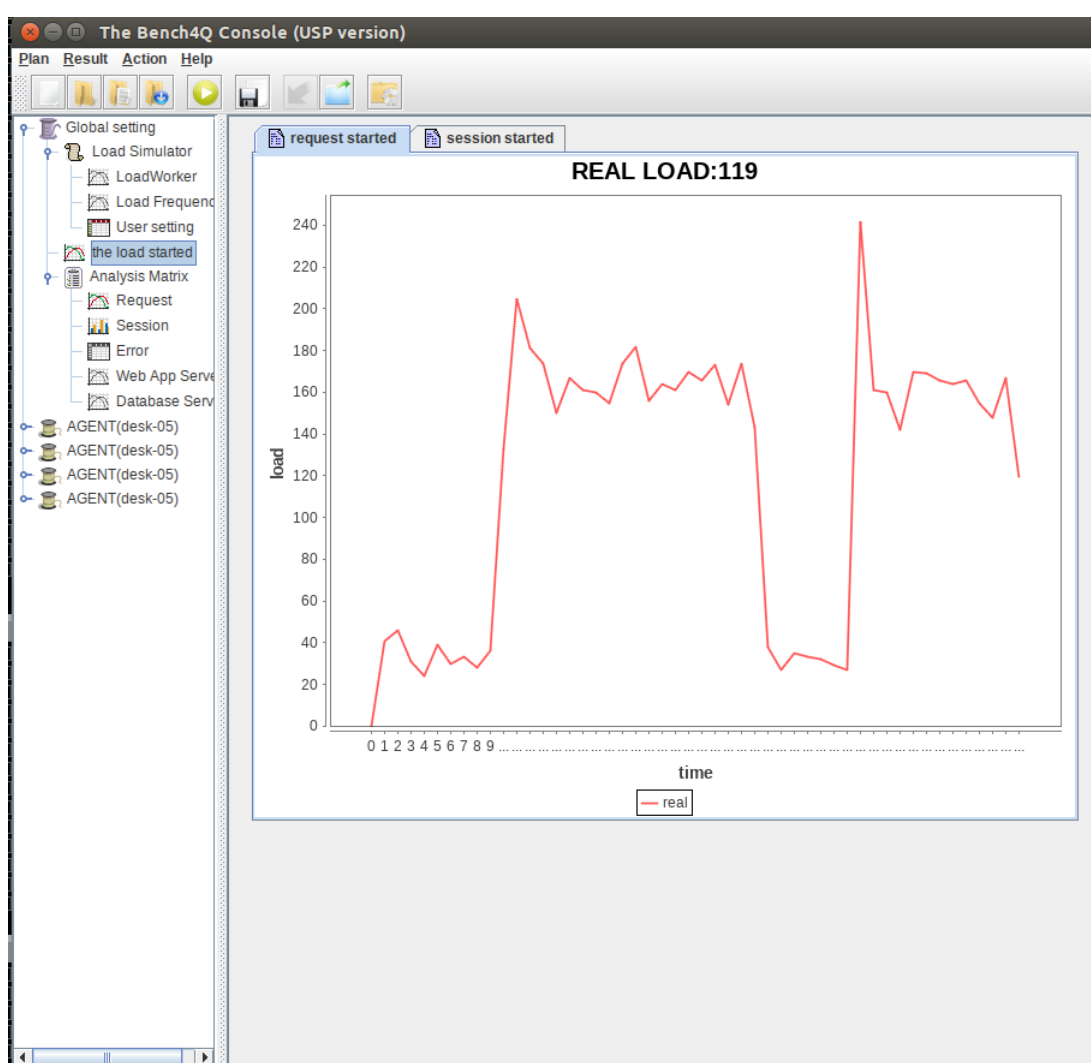 The Bench4Q Console (USP version)
Plan Result Action Help
Global setting
Load Simulator
LoadWorker
Load Frequenc
User setting
the load started
Analysis Matrix
Request
Session
Error
Web App Serve
Database Serv
AGENT(desk-05)
AGENT(desk-05)
AGENT(desk-05)
AGENT(desk-05)
request started session started
REAL LOAD:119
240
220
200
180
160
140
120
100
80
60
40
20
0
load
0 1 2 3 4 5 6 7 8 9 ... ... ... ... ... ... ... ... ... ... ... ... ... ... ... ... ... ... ... ... ... ... ... ... ... ... ... ... ... ... ... ... ... ... ... ... ... ... ... ...
time
real